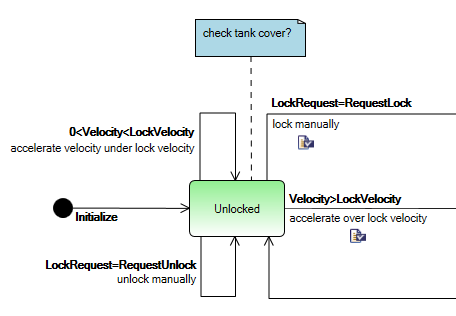 check tank cover?
LockRequest=RequestLock
lock manually
0<Velocity<LockVelocity
accelerate velocity under lock velocity
Unlocked
Velocity>LockVelocity
accelerate over lock velocity
Initialize
LockRequest=RequestUnlock
unlock manually